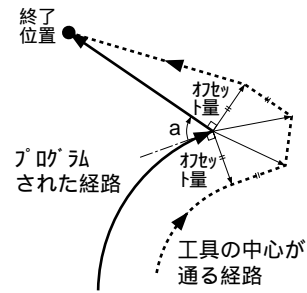 終了
位置
オフセッ
ト量
a
オフセッ
ト量
プログラム
された経路
工具の中心が
通る経路